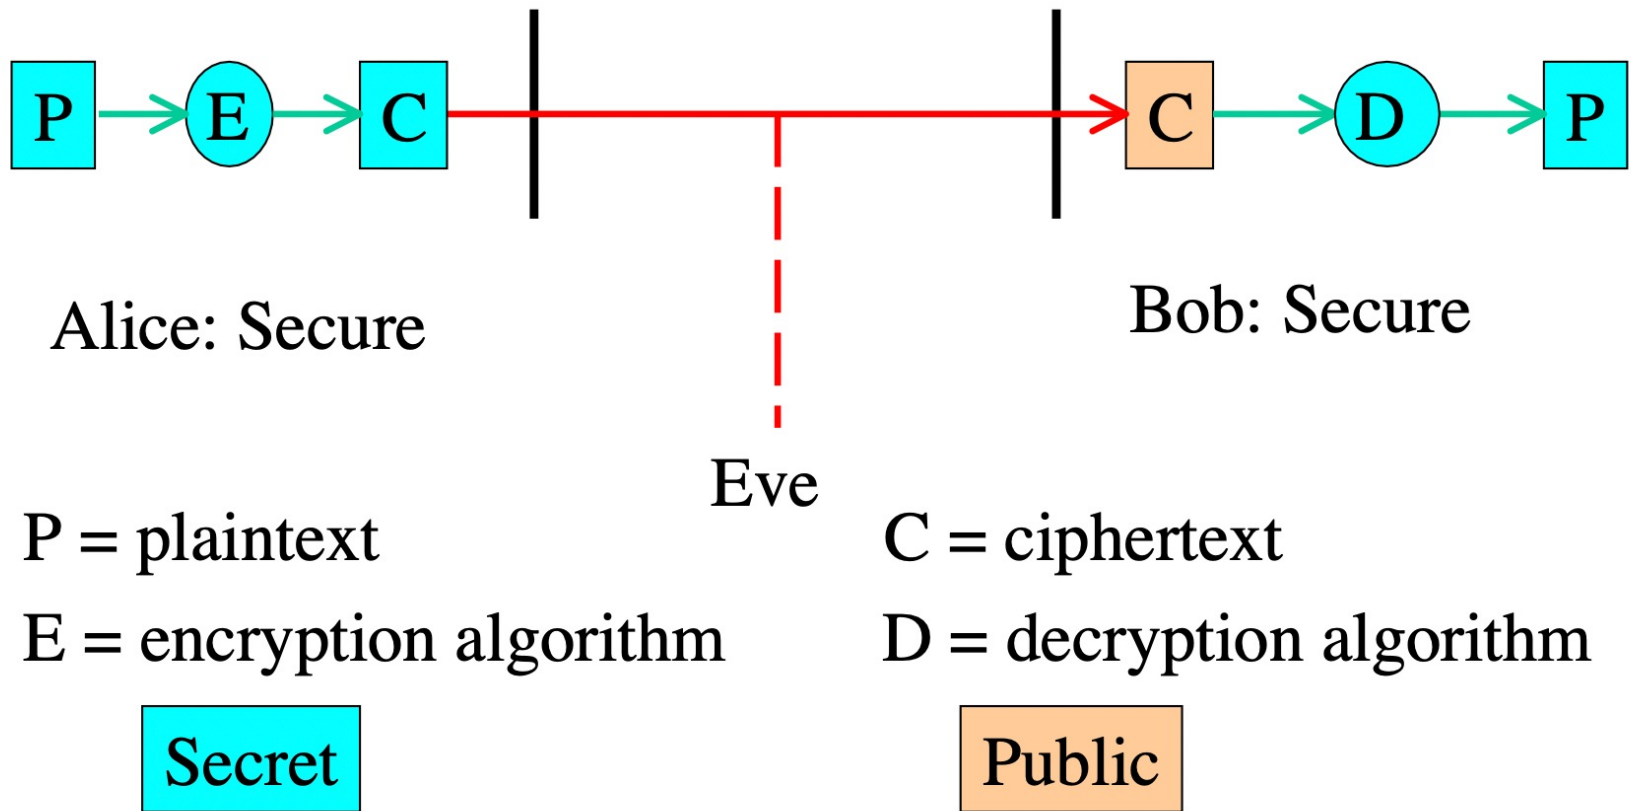 P E C C D P
Alice: Secure
Bob: Secure
Eve
P = plaintext
C = ciphertext
E = encryption algorithm
D = decryption algorithm
Secret
Public